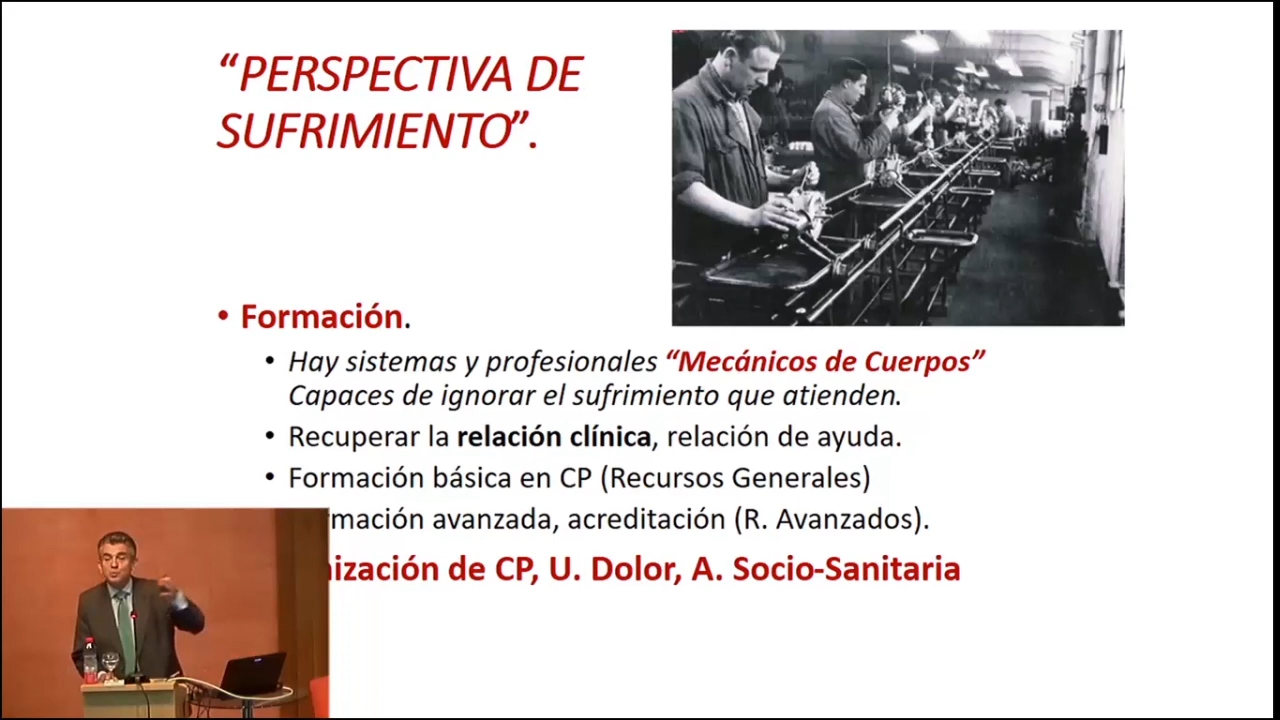 “PERSPECTIVA DE
SUFRIMIENTO”.
• Formación.
• Hay sistemas y profesionales “Mecánicos de Cuerpos”
Capaces de ignorar el sufrimiento que atienden.
• Recuperar la relación clínica, relación de ayuda.
• Formación básica en CP (Recursos Generales)
avanzada, acreditación (R. Avanzados).
de CP, U. Dolor, A. Socio-Sanitaria